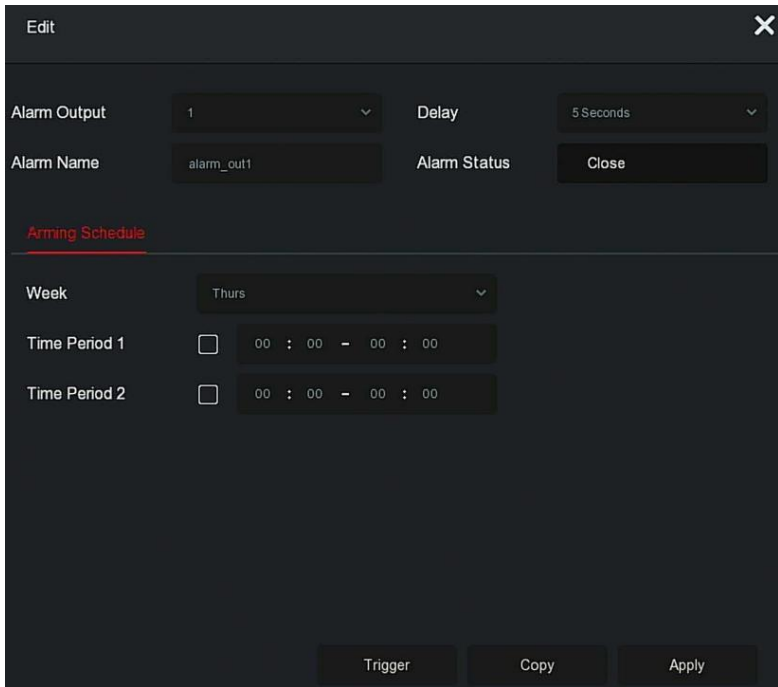 Edit
Alarm Output 1 Delay 5 Seconds
Alarm Name alarm_out1 Alarm Status Close
Arming Schedule
Week Thurs
Time Period 1 00 : 00 - 00 : 00
Time Period 2 00 : 00 - 00 : 00
Trigger Copy Apply